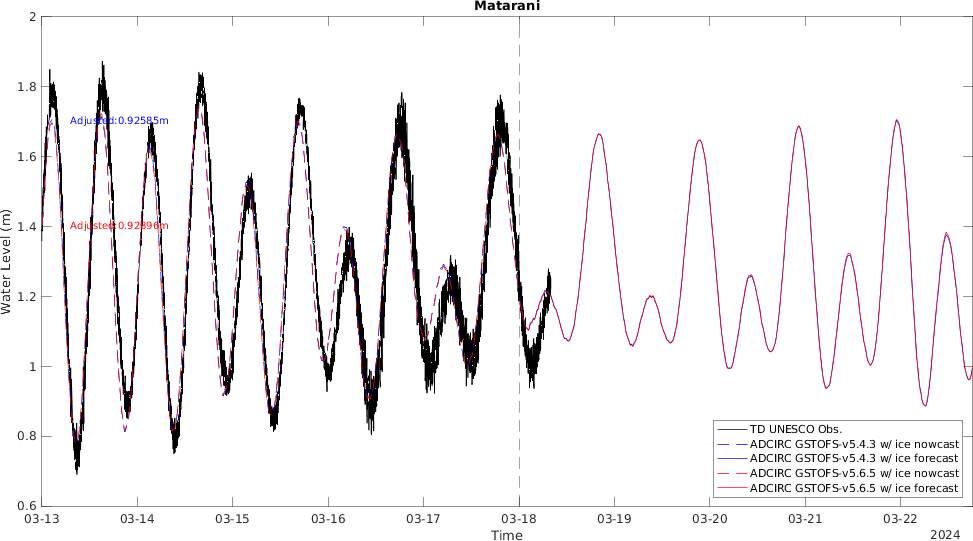 Matarani
2
1.8
Adjusted:0.92585m
1.6
1.4
Adjusted:0.92896m
1.2
1
0.8
0.6
Water Level (m)
TD UNESCO Obs.
ADCIRC GSTOFS-v5.4.3 w/ ice nowcast
ADCIRC GSTOFS-v5.4.3 w/ ice forecast
ADCIRC GSTOFS-v5.6.5 w/ ice nowcast
ADCIRC GSTOFS-v5.6.5 w/ ice forecast
03-13 03-14 03-15 03-16 03-17 03-18 03-19 03-20 03-21 03-22
Time
2024